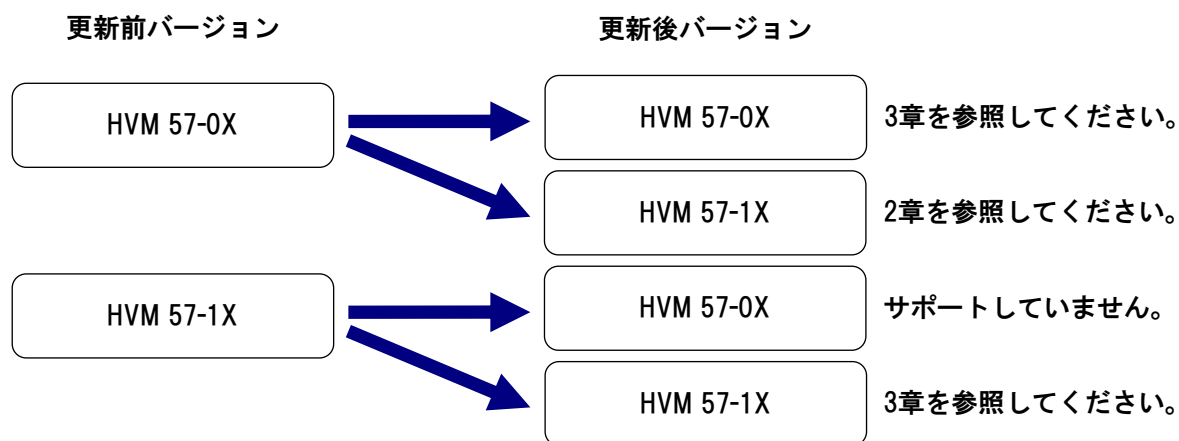 更新前バージョン
更新後バージョン
HVM 57-0X
HVM 57-0X
3章を参照してください。
HVM 57-1X
2章を参照してください。
HVM 57-1X
HVM 57-0X
サポートしていません。
HVM 57-1X
3章を参照してください。